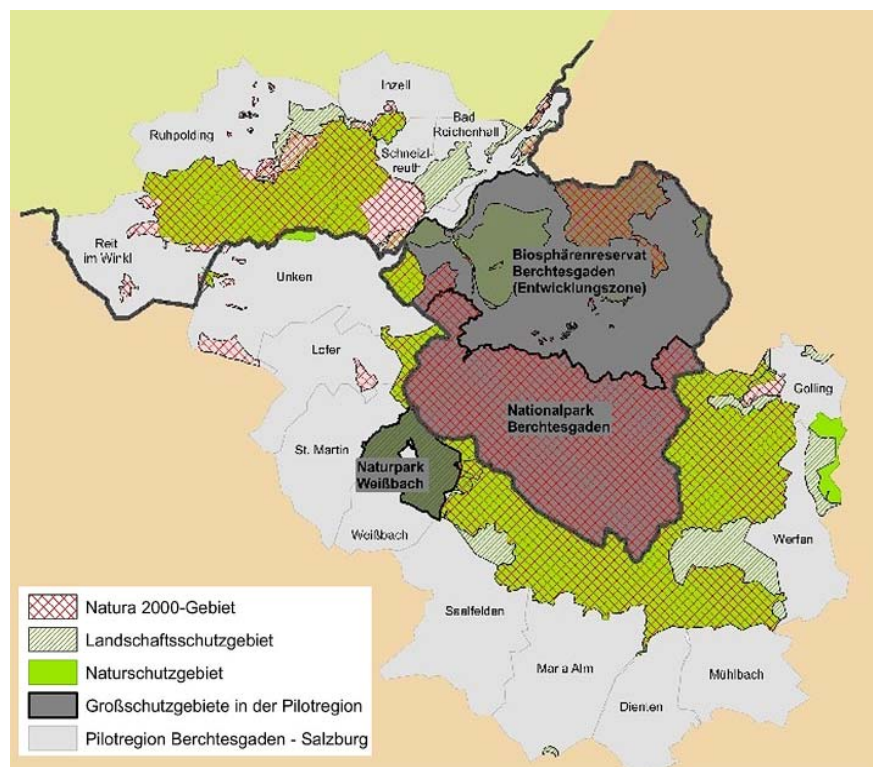 Inzell
Ruhpolding
Bad
Reichenhall
Schneizl-
reuth
Reit
im Winkl
Unken
Biosphärenreservat
Berchtesgaden
(Entwicklungszone)
Lofer
Golling
Nationalpark
Berchtesgaden
St. Martin
Naturpark
Weißbach
Weißbach
Werfen
Saalfelden
Maria Alm
Mühlbach
Dienten
Natura 2000-Gebiet
Landschaftsschutzgebiet
Naturschutzgebiet
Großschutzgebiete in der Pilotregion
Pilotregion Berchtesgaden - Salzburg